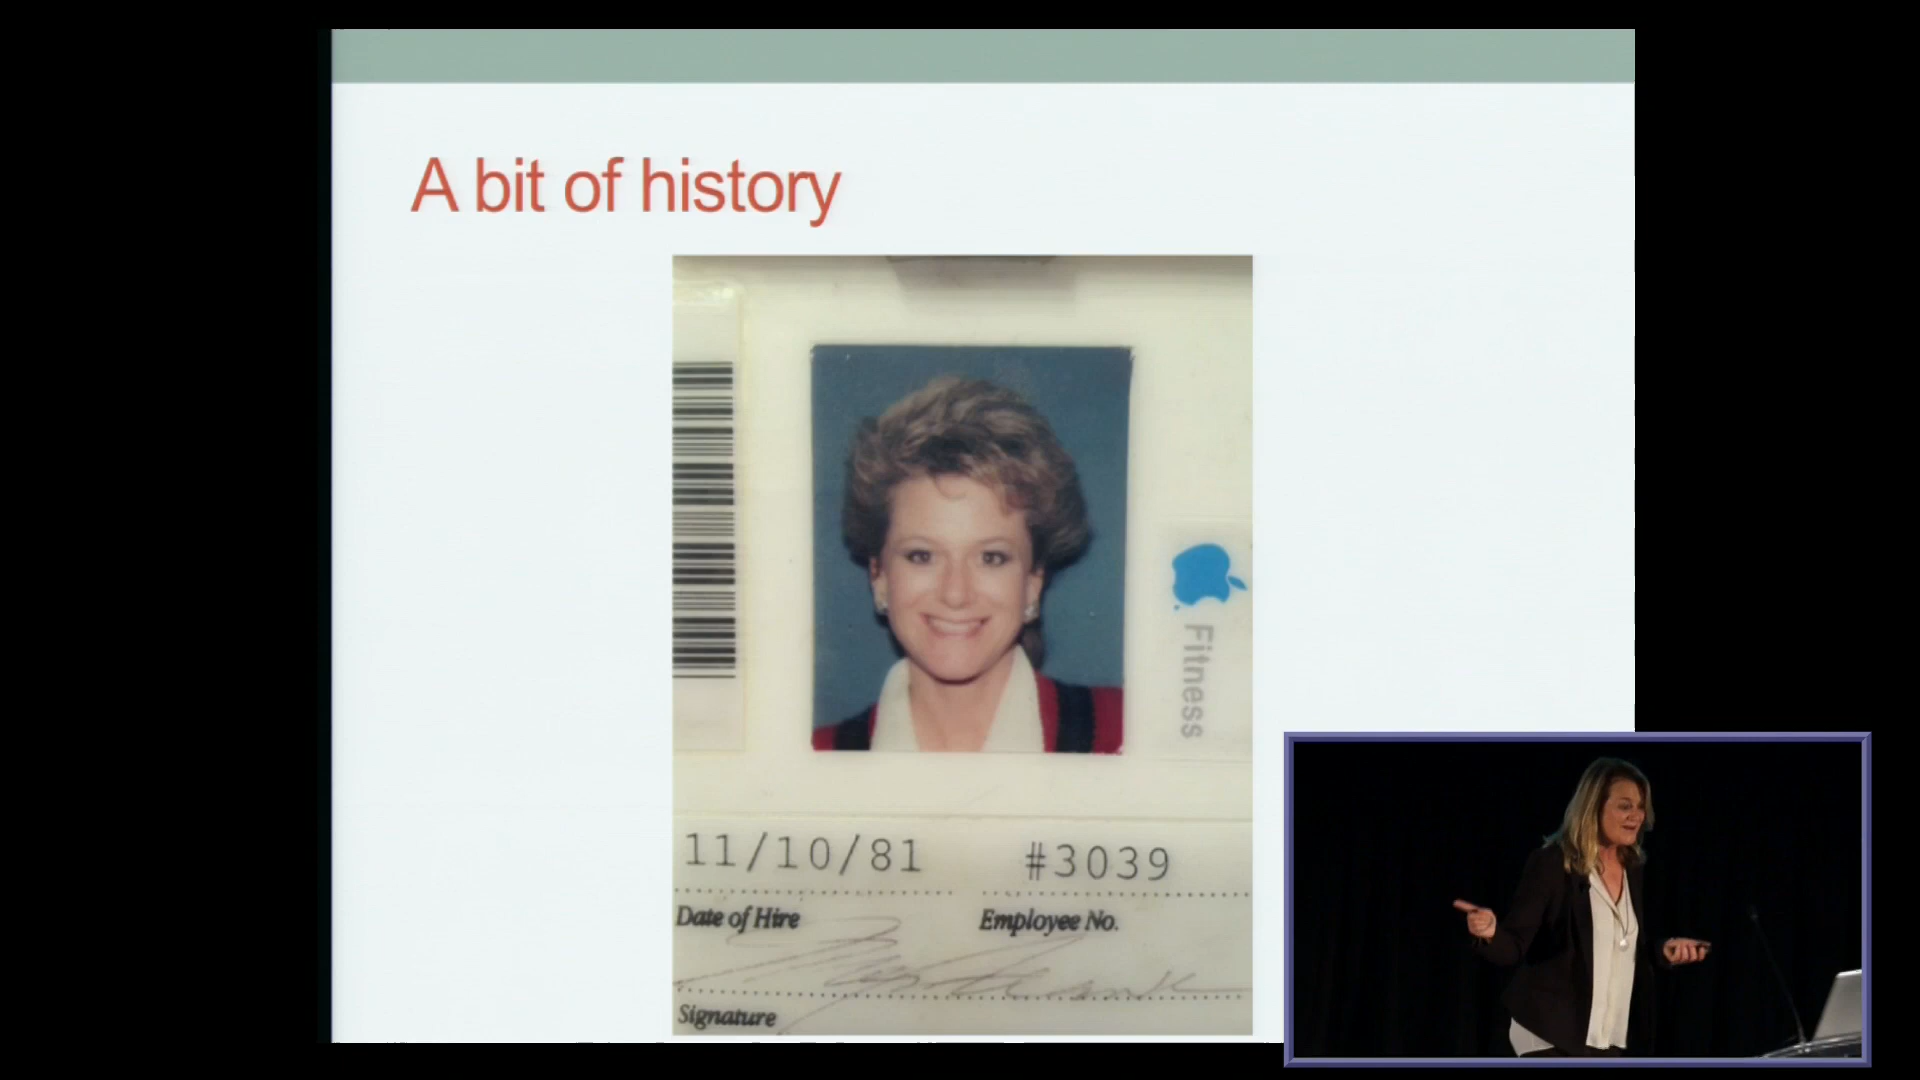 A bit of history
Fitness
11/10/81 #3039
Date of Hire Employee No.
Signature